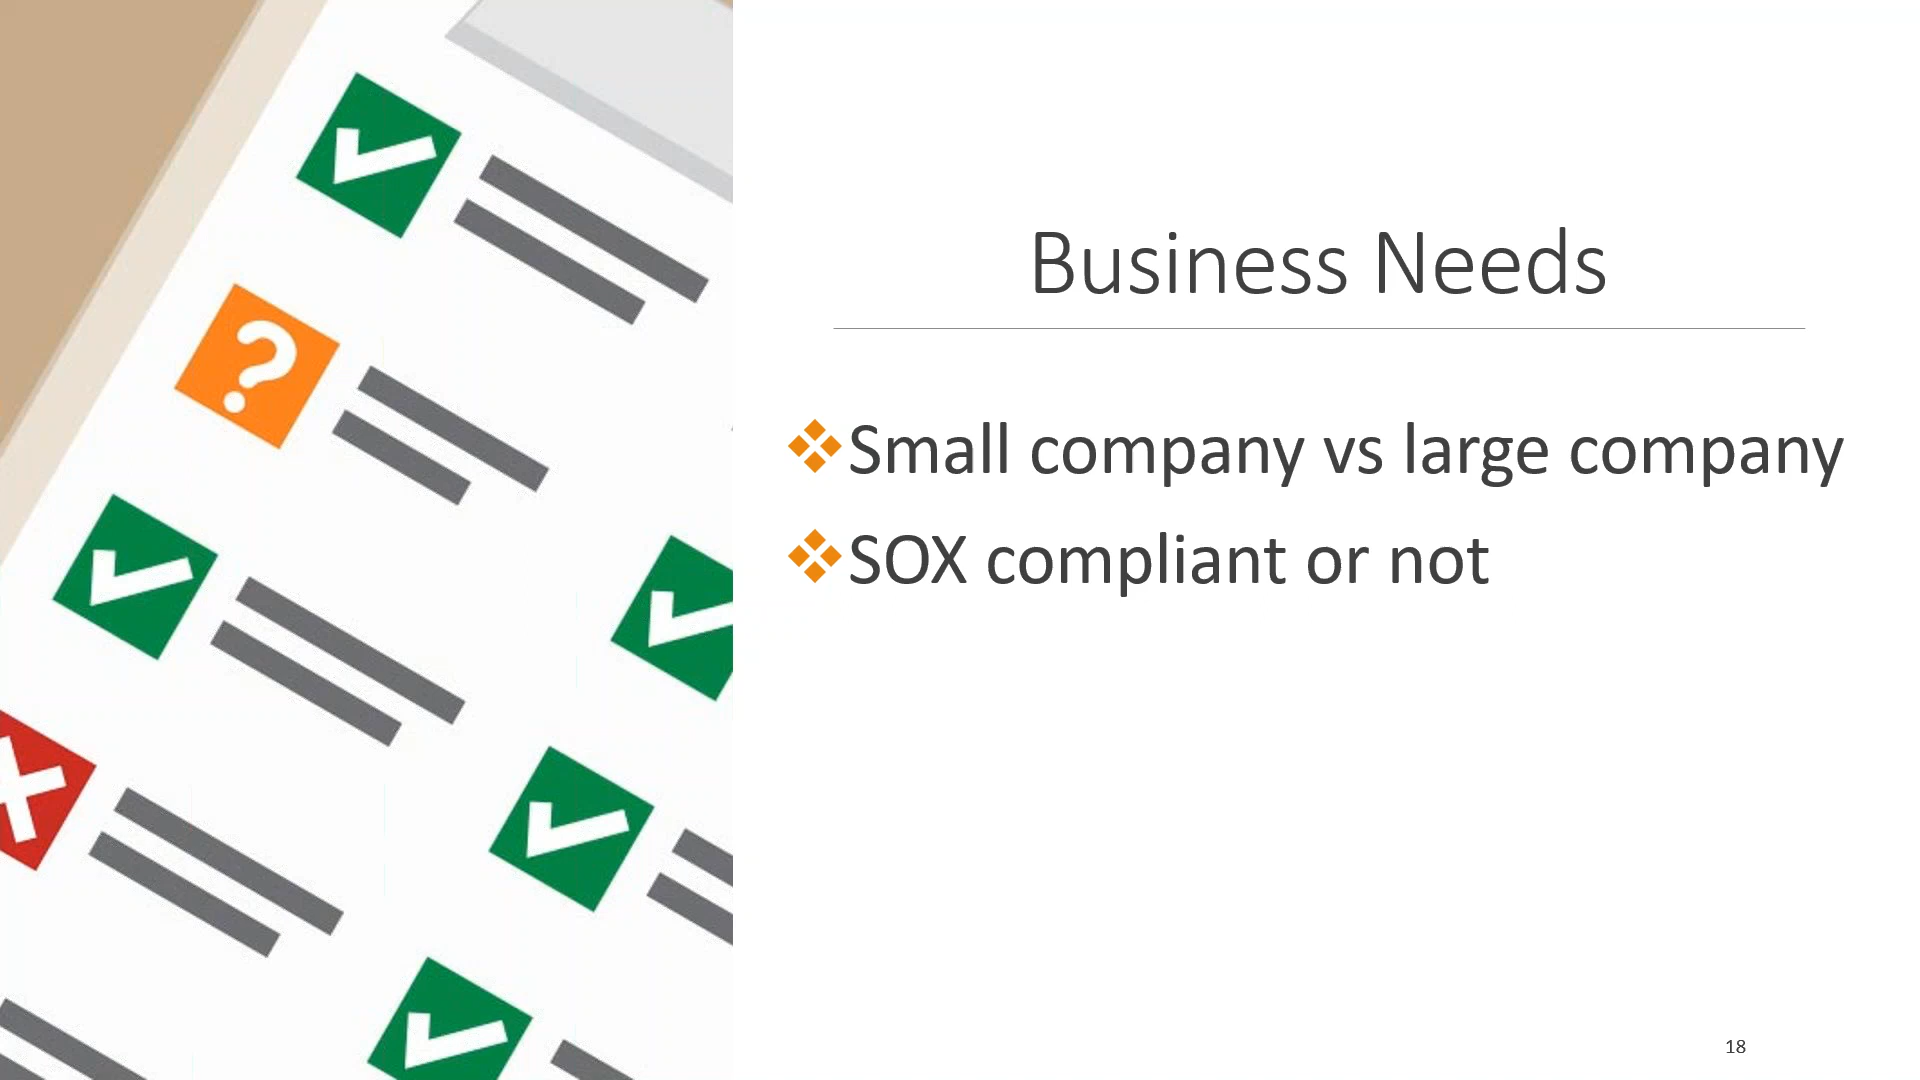 Business Needs
❖Small company vs large company
❖SOX compliant or not
18